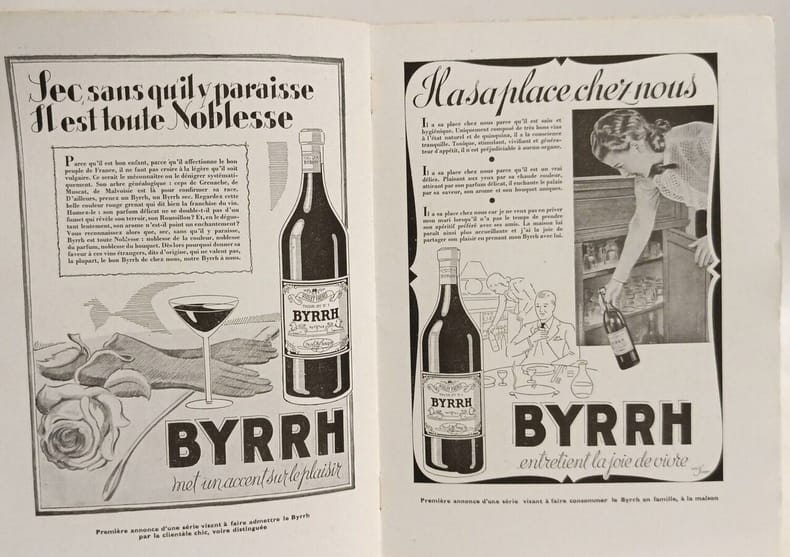 Sec, sans qu'il y paraisse
Il est toute Noblesse
Parce qu'il est bon enfant, parce qu'il affectionne le bon
peuple de France, il ne faut pas croire à la légère qu'il soit
vulgaire. Ce serait le méconnaître ou le dénigrer systémati-
quement. Son arbre généalogique : ceps de Grenache, de
Muscat, de Malvoisie est là pour confirmer sa race.
D'ailleurs, prenez un Byrrh, un Byrrh sec. Regardez cette
belle couleur rouge grenat qui dit bien la franchise du vin.
Humez-le : son parfum délicat ne se double-t-il pas d'un
fumet qui révèle son terroir, son Roussillon? Et, en le dégus-
tant lentement, son arome n'est-il point un enchantement?
Vous reconnaissez alors que, sec, sans qu'il y paraisse,
Byrrh est toute Noblesse : noblesse de la couleur, noblesse
du parfum, noblesse du bouquet. Dès lors pourquoi donner sa
faveur à ces vins étrangers, dits d'origine, qui ne valent pas,
la plupart, le bon Byrrh de chez nous, notre Byrrh à nous.
BYRRH
BYRRH
met un accent sur le plaisir
Première annonce d'une série visant à faire admettre le Byrrh
par la clientèle chic, voire distinguée
Il a sa place chez nous
Il a sa place chez nous parce qu'il est sain et
hygiénique. Uniquement composé de très bons vins
à l'état naturel et de quinquina, il a la conscience
tranquille. Tonique, stimulant, vivifiant et généra-
teur d'appétit, il n'est préjudiciable à aucun organe.
Il a sa place chez nous parce qu'il est un vrai
délice. Plaisant aux yeux par sa chaude couleur,
attirant par son parfum délicat, il enchante le palais
par sa saveur, son arome et son bouquet uniques.
Il a sa place chez nous car je ne veux pas en priver
mon mari lorsqu'il n'a pas le temps de prendre
son apéritif préféré avec ses amis. La maison lui
paraît ainsi plus accueillante et j'ai la joie de
partager son plaisir en prenant mon Byrrh avec lui.
BYRRH
BYRRH
entretient la joie de vivre
Première annonce d'une série visant à faire consommer le Byrrh en famille, à la maison